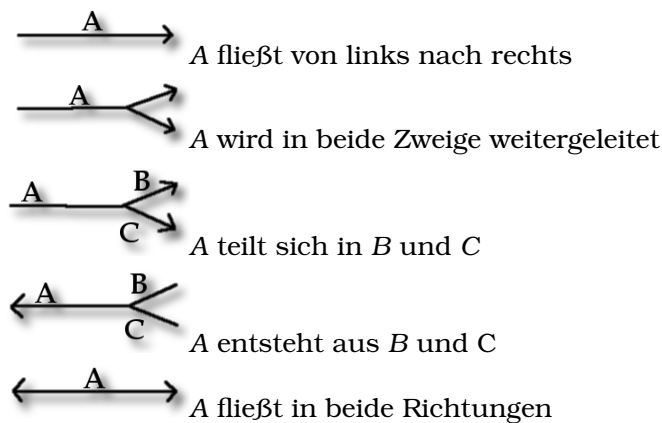 A
A fließt von links nach rechts
A
A wird in beide Zweige weitergeleitet
A B
C
A teilt sich in B und C
A B
C
A entsteht aus B und C
A
A fließt in beide Richtungen